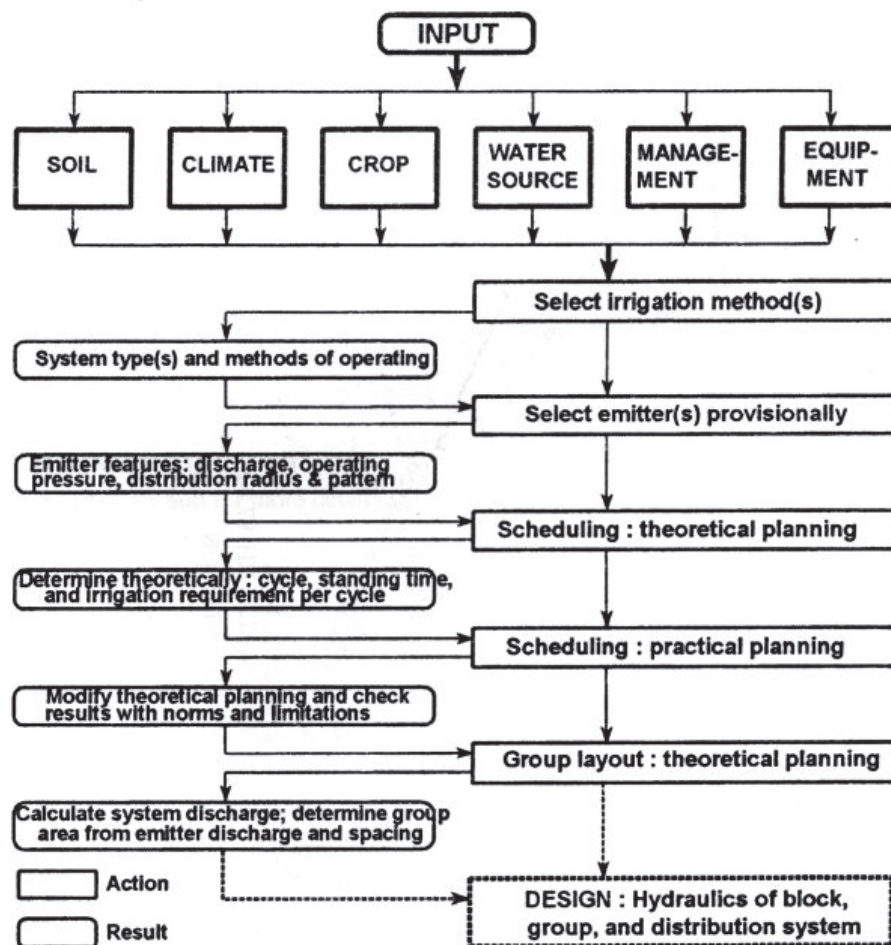 INPUT
SOIL
CLIMATE
CROP
WATER
SOURCE
MANAGE-
MENT
EQUIP-
MENT
Select irrigation method(s)
System type(s) and methods of operating
Select emitter(s) provisionally
Emitter features: discharge, operating
pressure, distribution radius & pattern
Scheduling : theoretical planning
Determine theoretically : cycle, standing time,
and irrigation requirement per cycle
Scheduling : practical planning
Modify theoretical planning and check
results with norms and limitations
Group layout : theoretical planning
Calculate system discharge; determine group
area from emitter discharge and spacing
Action
Result
DESIGN : Hydraulics of block,
group, and distribution system